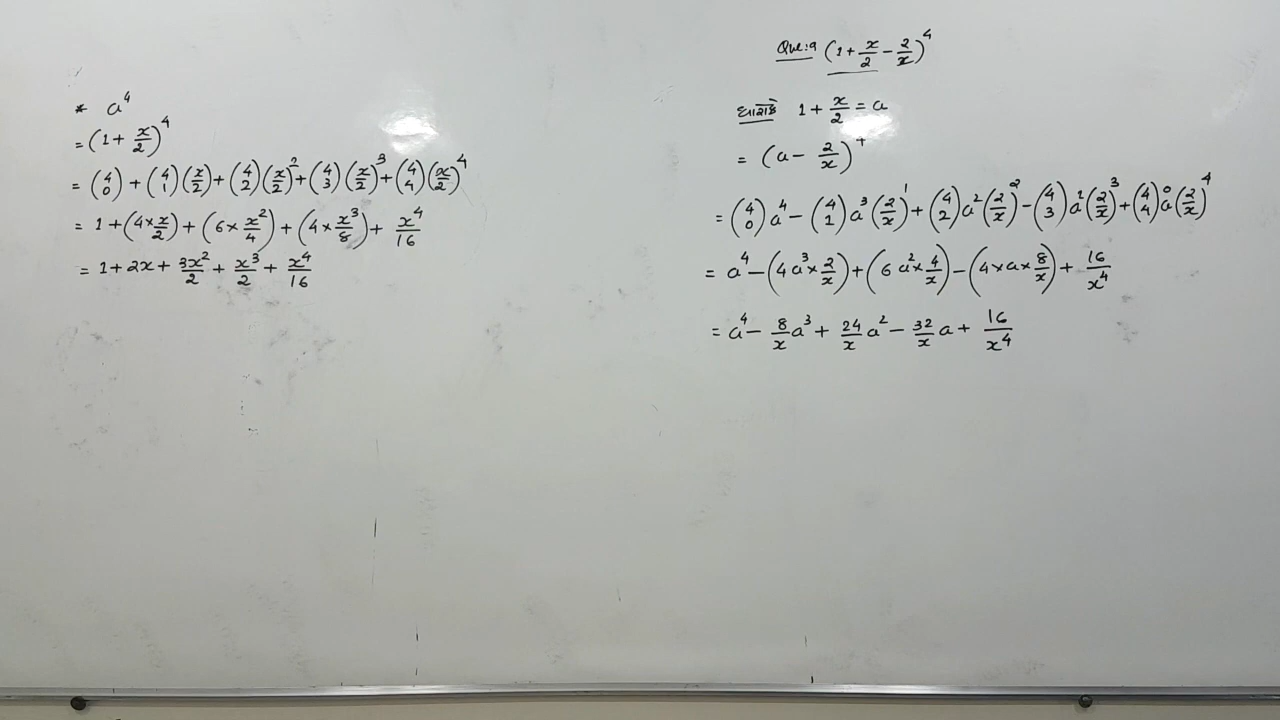 * a⁴
= (1 + x/2)⁴
= (4 0) + (4 1)(x/2) + (4 2)(x/2)² + (4 3)(x/2)³ + (4 4)(x/2)⁴
= 1 + (4 × x/2) + (6 × x²/4) + (4 × x³/8) + x⁴/16
= 1 + 2x + 3x²/2 + x³/2 + x⁴/16
Que:9 (1 + x/2 - 2/x)⁴
ધારોકે 1 + x/2 = a
= (a - 2/x)⁴
= (4 0) a⁴ - (4 1) a³ (2/x)¹ + (4 2) a² (2/x)² - (4 3) a¹ (2/x)³ + (4 4) a⁰ (2/x)⁴
= a⁴ - (4a³ × 2/x) + (6a² × 4/x) - (4 × a × 8/x) + 16/x⁴
= a⁴ - 8/x a³ + 24/x a² - 32/x a + 16/x⁴